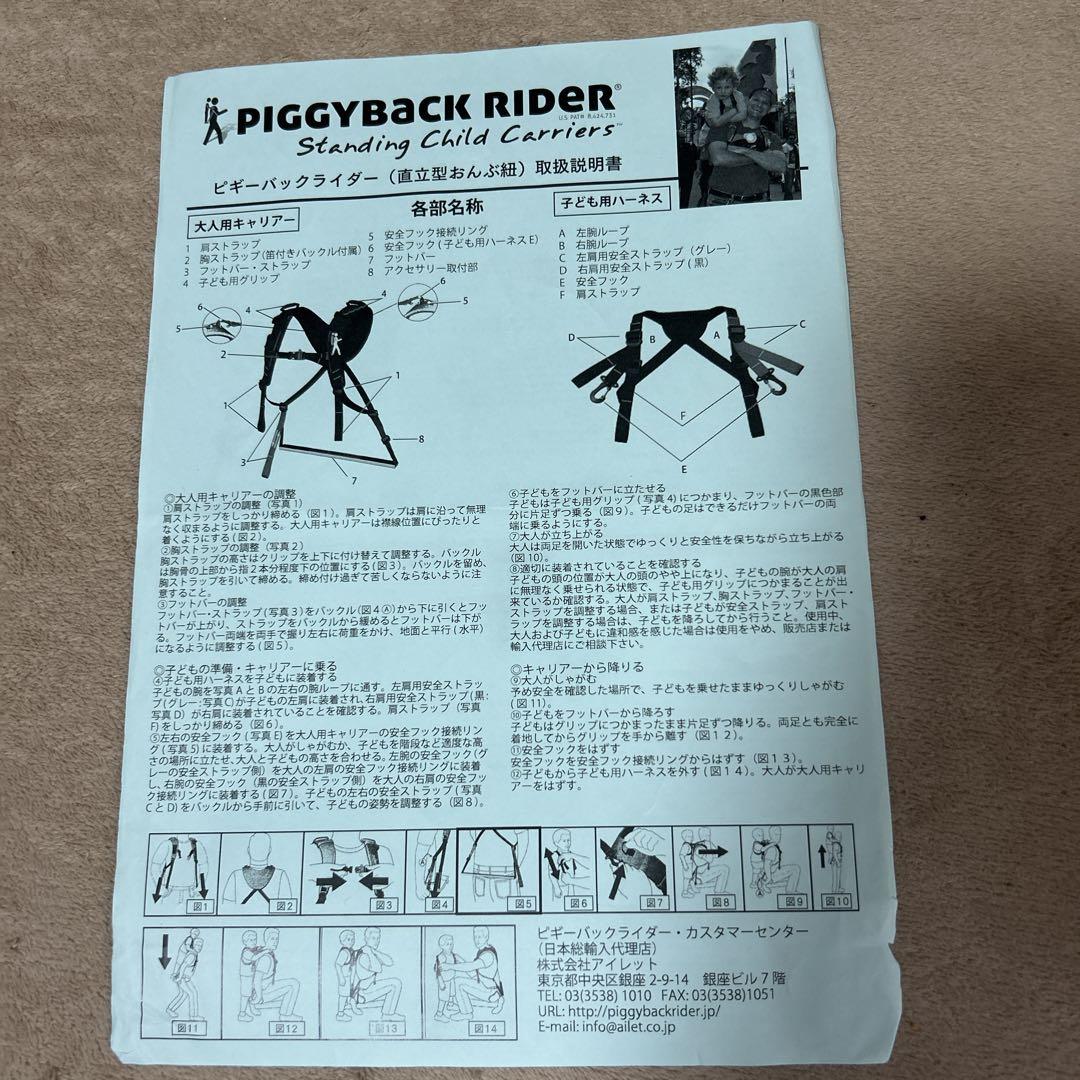 PIGGYBACK RIDER®
U.S. PAT# 8,424,731
Standing Child Carriers™
ピギーバックライダー（直立型おんぶ紐）取扱説明書
各部名称
大人用キャリアー
1 肩ストラップ
2 胸ストラップ（笛付きバックル付属）
3 フットバー・ストラップ
4 子ども用グリップ
5 安全フック接続リング
6 安全フック（子ども用ハーネスE）
7 フットバー
8 アクセサリー取付部
子ども用ハーネス
A 左腕ループ
B 右腕ループ
C 左肩用安全ストラップ（グレー）
D 右肩用安全ストラップ（黒）
E 安全フック
F 肩ストラップ
6
5
4
4
6
5
2
1
1
3
7
8
D
B
A
C
F
E
◎大人用キャリアーの調整
①肩ストラップの調整（写真1）
肩ストラップをしっかり締める（図1）。肩ストラップは肩に沿って無理
なく収まるように調整する。大人用キャリアーは襟線位置にぴったりと
着くようにする（図2）。
②胸ストラップの調整（写真2）
胸ストラップの高さはクリップを上下に付け替えて調整する。バックル
は胸骨の上部から指2本分程度下の位置にする（図3）。バックルを留め、
胸ストラップを引いて締める。締め付け過ぎて苦しくならないように注
意すること。
③フットバーの調整
フットバー・ストラップ（写真3）をバックル（図4Ⓐ）から下に引くとフッ
トバーが上がり、ストラップをバックルから緩めるとフットバーは下が
る。フットバー両端を両手で握り左右に荷重をかけ、地面と平行（水平）
になるように調整する（図5）。
◎子どもの準備・キャリアーに乗る
④子ども用ハーネスを子どもに装着する
子どもの腕を写真AとBの左右の腕ループに通す。左肩用安全ストラッ
プ（グレー：写真C）が子どもの左肩に装着され、右肩用安全ストラップ（黒：
写真D）が右肩に装着されていることを確認する。肩ストラップ（写真
F）をしっかり締める（図6）。
⑤左右の安全フック（写真E）を大人用キャリアーの安全フック接続リン
グ（写真5）に装着する。大人がしゃがむか、子どもを階段など適度な高
さの場所に立たせ、大人と子どもの高さを合わせる。左腕の安全フック（グ
レーの安全ストラップ側）を大人の左肩の安全フック接続リングに装着
し、右腕の安全フック（黒の安全ストラップ側）を大人の右肩の安全フッ
ク接続リングに装着する（図7）。子どもの左右の安全ストラップ（写真
CとD）をバックルから手前に引いて、子どもの姿勢を調整する（図8）。
⑥子どもをフットバーに立たせる
子どもは子ども用グリップ（写真4）につかまり、フットバーの黒色部
分に片足ずつ乗る（図9）。子どもの足はできるだけフットバーの両
端に乗るようにする。
⑦大人が立ち上がる
大人は両足を開いた状態でゆっくりと安全性を保ちながら立ち上がる
（図10）。
⑧適切に装着されていることを確認する
子どもの頭の位置が大人の頭のやや上になり、子どもの腕が大人の肩
に無理なく乗せられる状態で、子ども用グリップにつかまることが出
来ているか確認する。大人が肩ストラップ、胸ストラップ、フットバー・
ストラップを調整する場合、または子どもが安全ストラップ、肩スト
ラップを調整する場合は、子どもを降ろしてから行うこと。使用中、
大人および子どもに違和感を感じた場合は使用をやめ、販売店または
輸入代理店にご相談下さい。
◎キャリアーから降りる
⑨大人がしゃがむ
予め安全を確認した場所で、子どもを乗せたままゆっくりしゃがむ
（図11）。
⑩子どもをフットバーから降ろす
子どもはグリップにつかまったまま片足ずつ降りる。両足とも完全に
着地してからグリップを手から離す（図12）。
⑪安全フックをはずす
安全フックを安全フック接続リングからはずす（図13）。
⑫子どもから子ども用ハーネスを外す（図14）。大人が大人用キャリ
アーをはずす。
図1
図2
図3
図4
図5
図6
図7
図8
図9
図10
図11
図12
図13
図14
ピギーバックライダー・カスタマーセンター
（日本総輸入代理店）
株式会社アイレット
東京都中央区銀座2-9-14 銀座ビル7階
TEL: 03(3538) 1010 FAX: 03(3538)1051
URL: http://piggybackrider.jp/
E-mail: info@ailet.co.jp